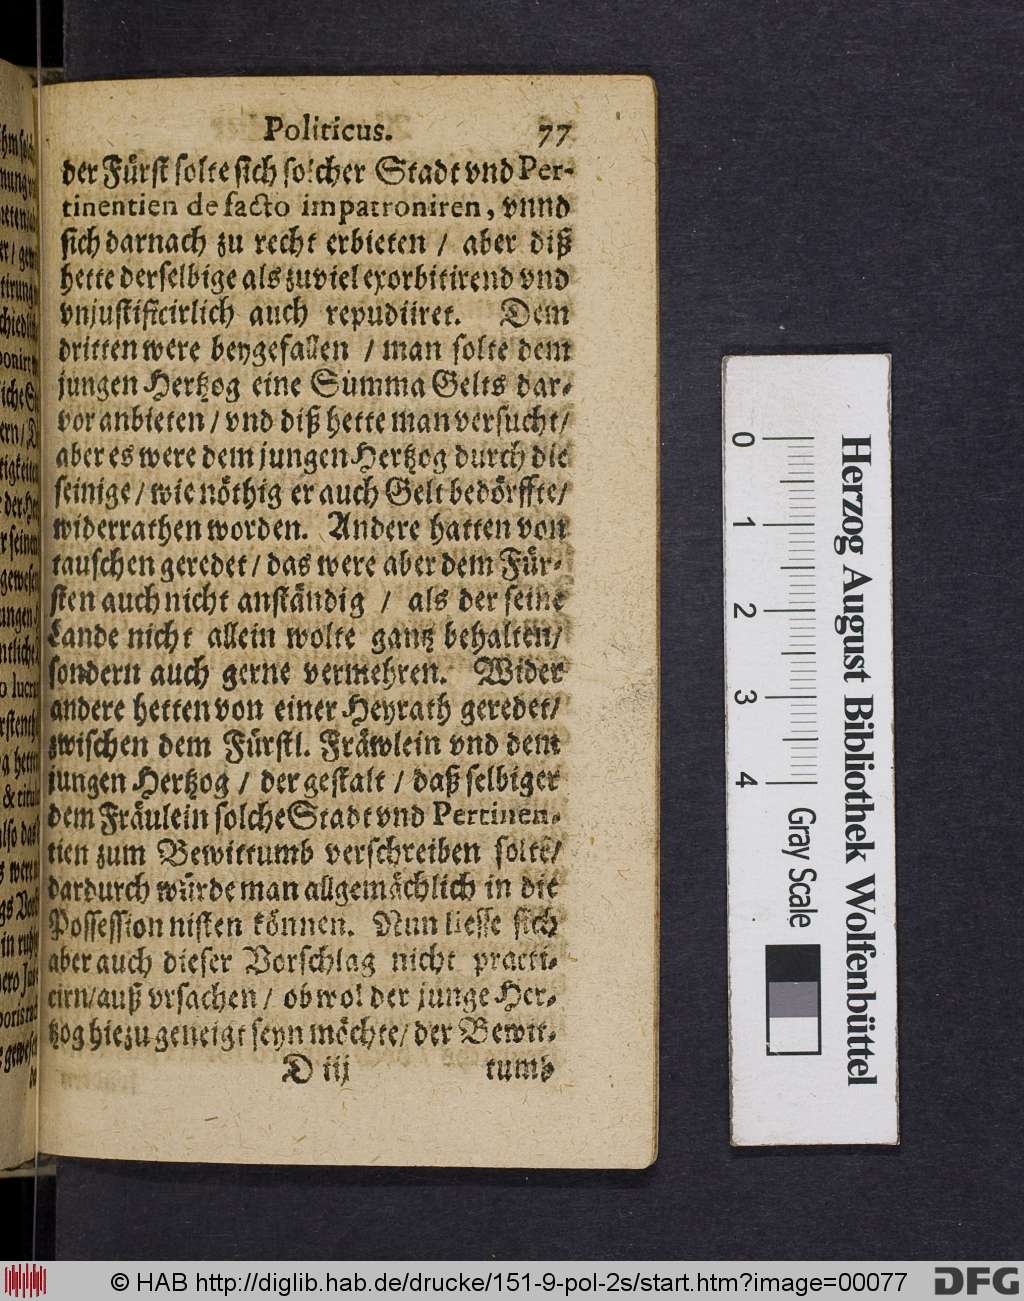 Politicus. 77
der Fürst solte sich solcher Stadt vnd Per-
tinentien de facto impatroniren, vnnd
sich darnach zu recht erbieten / aber diß
hette derselbige als zuviel exorbitirend vnd
vnjustificirlich auch repudiiret. Dem
dritten were beygefallen / man solte dem
jungen Hertzog eine Summa Gelts dar-
vor anbieten / vnd diß hette man versucht /
aber es were dem jungen Hertzog durch die
seinige / wie nöthig er auch Gelt bedörffte /
widerrathen worden. Andere hatten von
tauschen geredet / das were aber dem Für-
sten auch nicht anständig / als der seine
Lande nicht allein wolte gantz behalten /
sondern auch gerne vermehren. Wider
andere hetten von einer Heyrath geredet /
zwischen dem Fürstl. Fräwlein vnd dem
jungen Hertzog / der gestalt / daß selbiger
dem Fräulein solche Stadt vnd Pertinen-
tien zum Bewittumb verschreiben solte /
dardurch würde man allgemächlich in die
Possession nisten können. Nun liesse sich
aber auch dieser Vorschlag nicht practi-
cirn / auß vrsachen / ob wol der junge Her-
tzog hiezu geneigt seyn möchte / der Bewit-
D iij tumb
0 1 2 3 4
Gray Scale
Herzog August Bibliothek Wolfenbüttel
© HAB http://diglib.hab.de/drucke/151-9-pol-2s/start.htm?image=00077
DFG